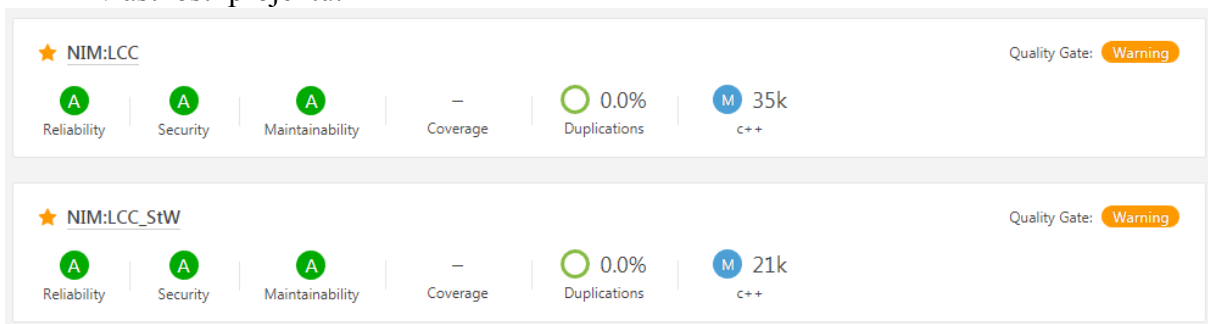 NIM:LCC
Quality Gate: Warning
A A A – 0.0% M 35k
Reliability Security Maintainability Coverage Duplications c++
NIM:LCC_StW
Quality Gate: Warning
A A A – 0.0% M 21k
Reliability Security Maintainability Coverage Duplications c++